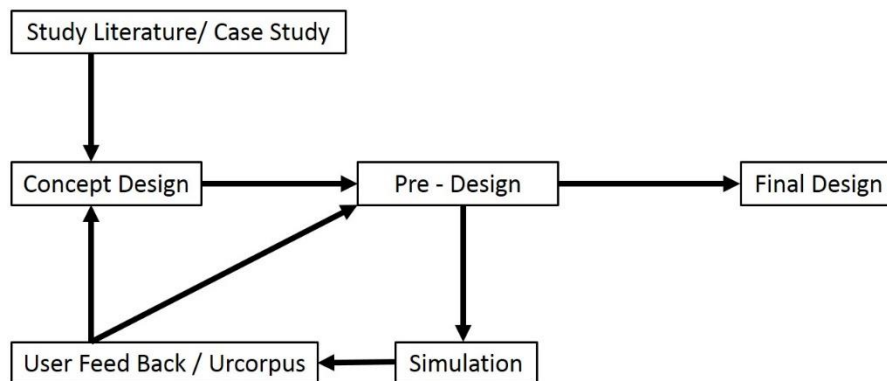 Study Literature/ Case Study
Concept Design
Pre - Design
Final Design
User Feed Back / Urcorpus
Simulation